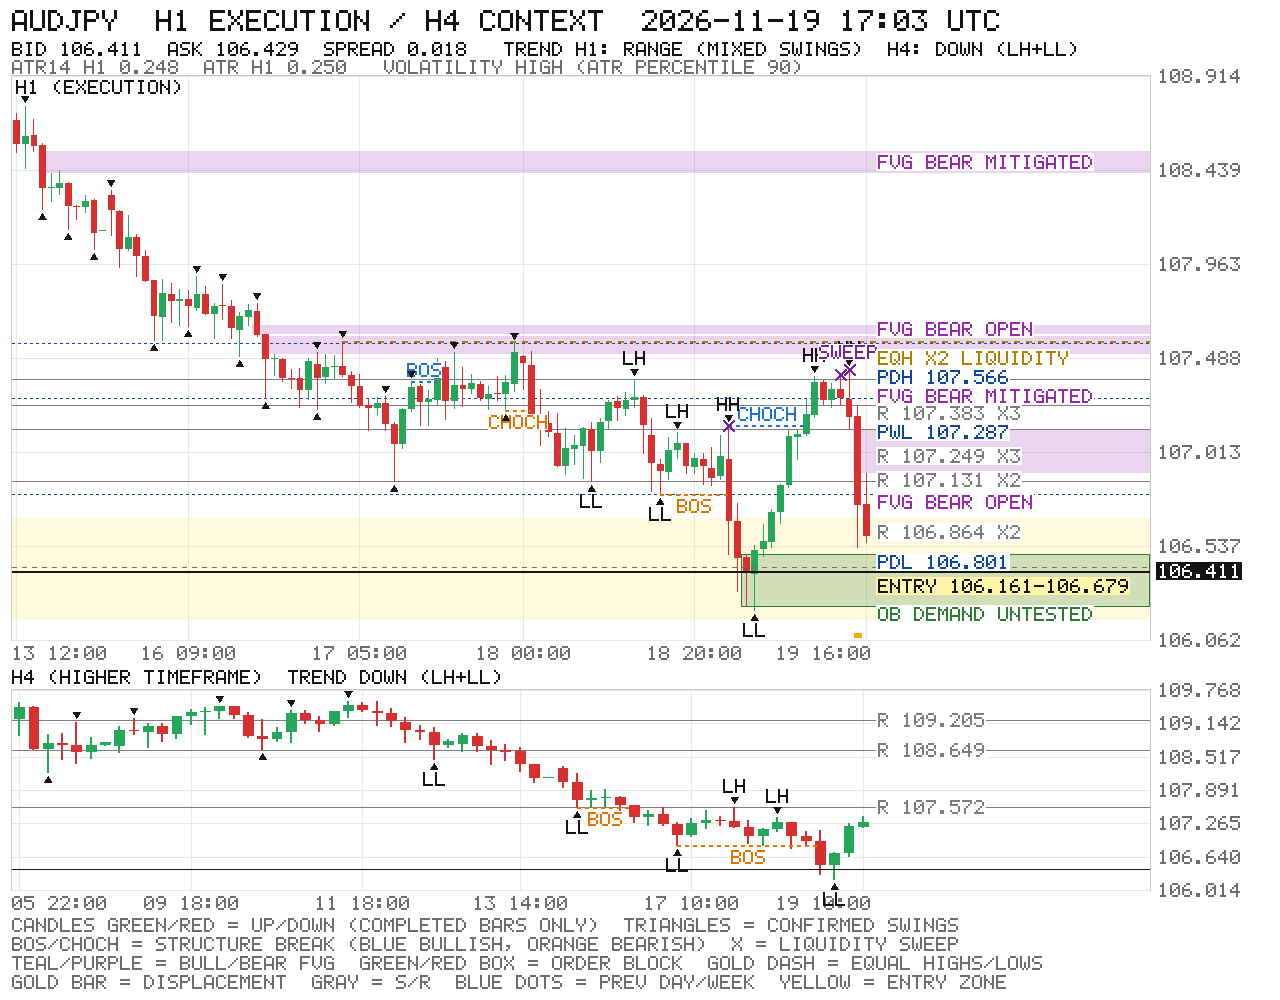 AUDJPY  H1 EXECUTION / H4 CONTEXT  2026-11-19 17:03 UTC
BID 106.411  ASK 106.429  SPREAD 0.018  TREND H1: RANGE (MIXED SWINGS)  H4: DOWN (LH+LL)
ATR14 H1 0.248  ATR H1 0.250  VOLATILITY HIGH (ATR PERCENTILE 90)
H1 (EXECUTION)
108.914
FVG BEAR MITIGATED
108.439
107.963
FVG BEAR OPEN
LH
SWEEP
EQH X2 LIQUIDITY
107.488
BOS
PDH 107.566
FVG BEAR MITIGATED
LH
HH
CHOCH
R 107.383 X3
CHOCH
PWL 107.287
R 107.249 X3
107.013
R 107.131 X2
LL
LL
BOS
FVG BEAR OPEN
R 106.864 X2
106.537
PDL 106.801
106.411
ENTRY 106.161-106.679
OB DEMAND UNTESTED
LL
106.062
13 12:00  16 09:00  17 05:00  18 00:00  18 20:00  19 16:00
H4 (HIGHER TIMEFRAME)  TREND DOWN (LH+LL)
109.768
R 109.205
109.142
R 108.649
108.517
LL
107.891
LH
LH
R 107.572
LL
BOS
107.265
LL
BOS
106.640
106.014
LL
05 22:00  09 18:00  11 18:00  13 14:00  17 10:00
CANDLES GREEN/RED = UP/DOWN (COMPLETED BARS ONLY)  TRIANGLES = CONFIRMED SWINGS
BOS/CHOCH = STRUCTURE BREAK (BLUE BULLISH, ORANGE BEARISH)  X = LIQUIDITY SWEEP
TEAL/PURPLE = BULL/BEAR FVG  GREEN/RED BOX = ORDER BLOCK  GOLD DASH = EQUAL HIGHS/LOWS
GOLD BAR = DISPLACEMENT  GRAY = S/R  BLUE DOTS = PREV DAY/WEEK  YELLOW = ENTRY ZONE